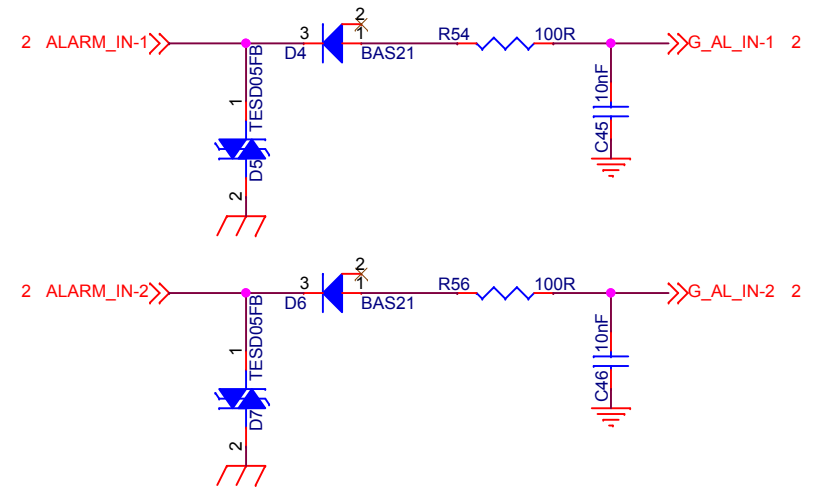 2 ALARM_IN-1
3
D4
2
1
BAS21
R54
100R
G_AL_IN-1 2
1
TESD05FB
D5
2
10nF
C45
2 ALARM_IN-2
3
D6
2
1
BAS21
R56
100R
G_AL_IN-2 2
1
TESD05FB
D7
2
10nF
C46